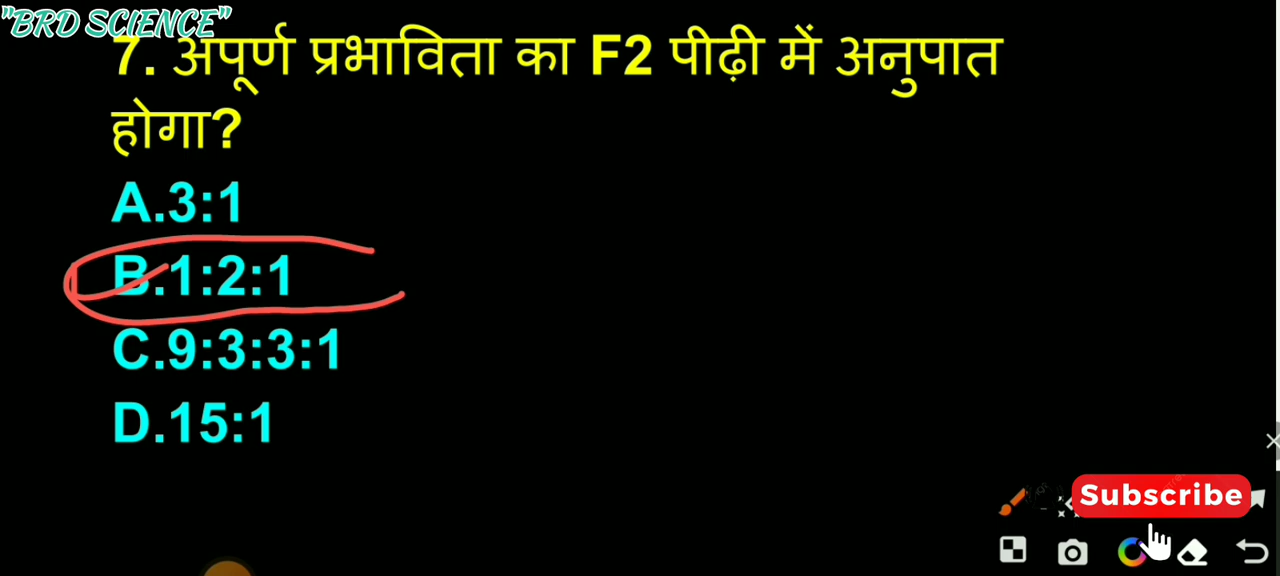 "BRD SCIENCE"
7. अपूर्ण प्रभाविता का F2 पीढ़ी में अनुपात
होगा?
A.3:1
B.1:2:1
C.9:3:3:1
D.15:1
Subscribe